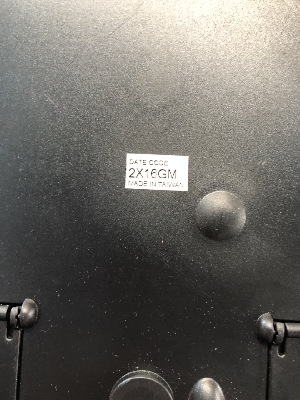 DATE CODE
2X16GM
MADE IN TAIWAN